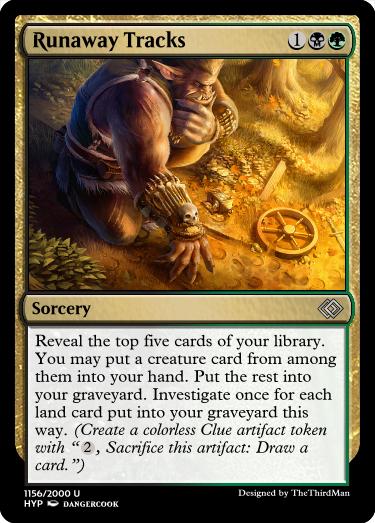 Runaway Tracks 1
Sorcery
Reveal the top five cards of your library.
You may put a creature card from among
them into your hand. Put the rest into
your graveyard. Investigate once for each
land card put into your graveyard this
way. (Create a colorless Clue artifact token
with “2, Sacrifice this artifact: Draw a
card.”)
1156/2000 U
HYP DANGERCOOK
Designed by TheThirdMan